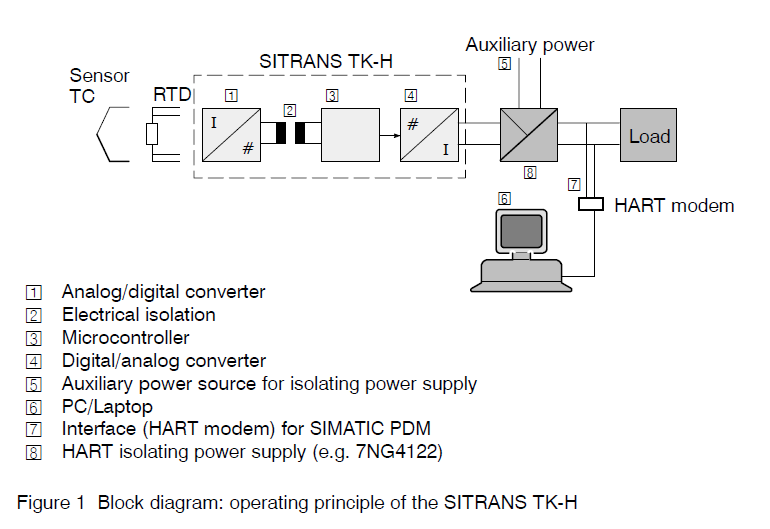 Auxiliary power
5
SITRANS TK-H
Sensor
TC
RTD
1
2
3
4
I
#
#
I
Load
8
7
6
HART modem
1 Analog/digital converter
2 Electrical isolation
3 Microcontroller
4 Digital/analog converter
5 Auxiliary power source for isolating power supply
6 PC/Laptop
7 Interface (HART modem) for SIMATIC PDM
8 HART isolating power supply (e.g. 7NG4122)
Figure 1 Block diagram: operating principle of the SITRANS TK-H